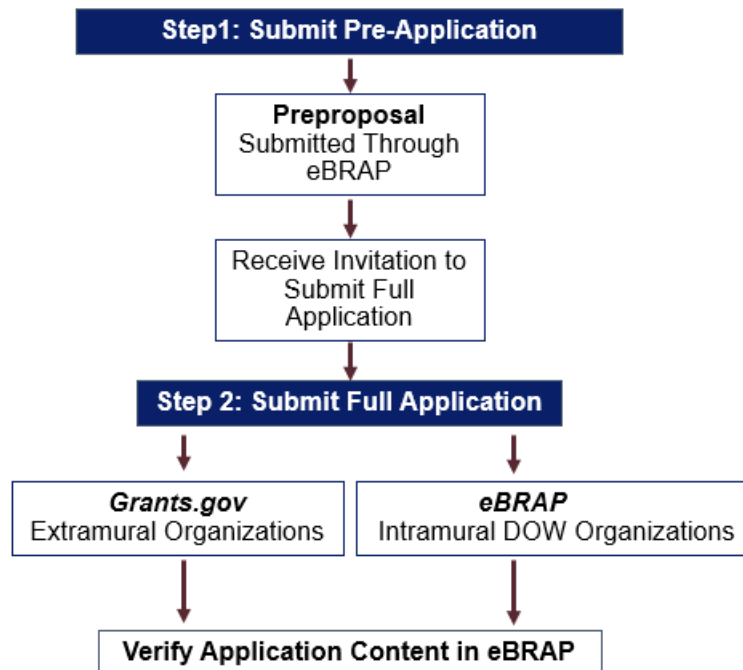 Step1: Submit Pre-Application
Preproposal
Submitted Through
eBRAP
Receive Invitation to
Submit Full
Application
Step 2: Submit Full Application
Grants.gov
Extramural Organizations
eBRAP
Intramural DOW Organizations
Verify Application Content in eBRAP